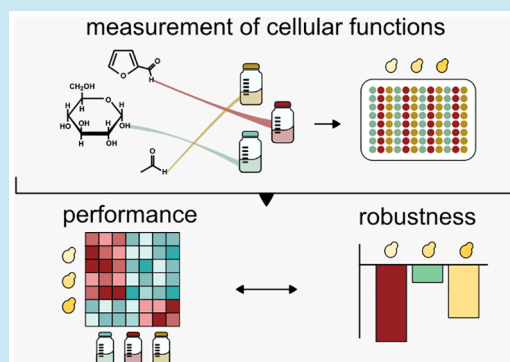 measurement of cellular functions
O
H
CH₂OH
O
H
H
H
OH
H
HO
OH
H
OH
O
H
performance
robustness